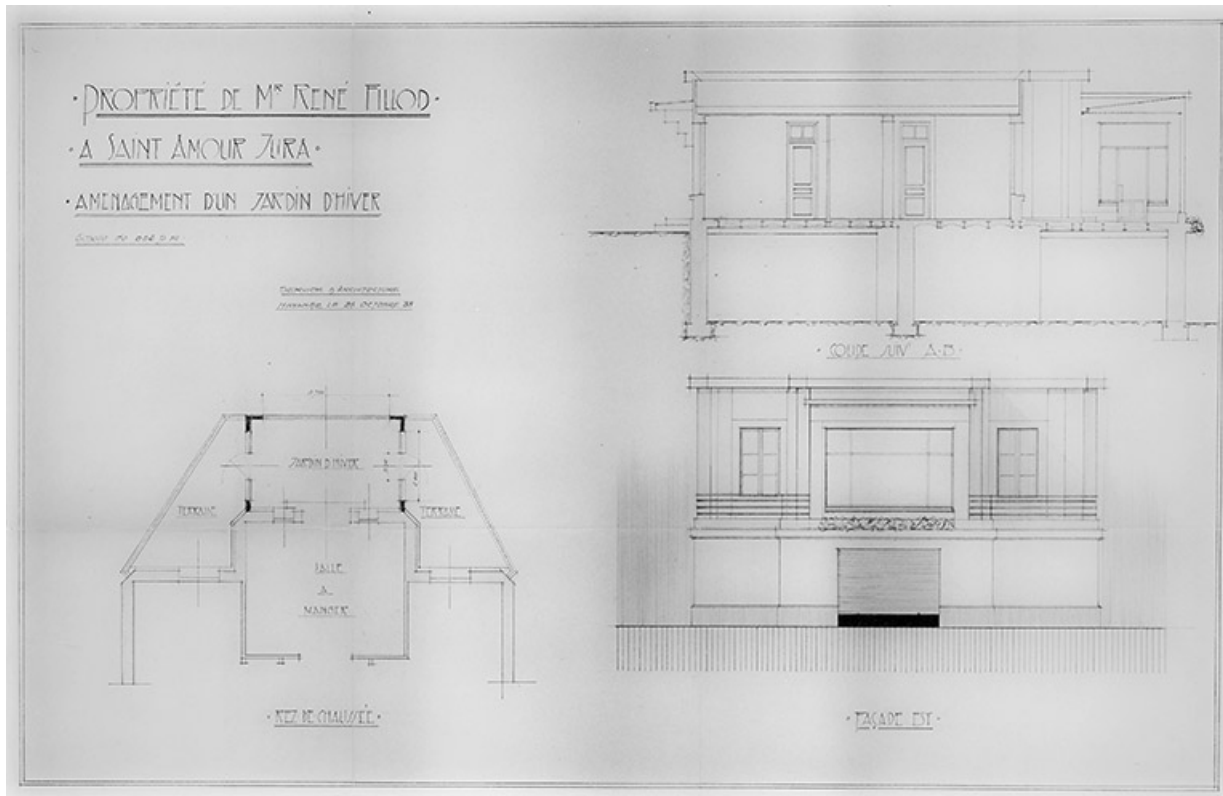 · PROPRIÉTÉ DE MR RENÉ FILLOD ·
· A SAINT AMOUR JURA ·
· AMENAGEMENT D'UN JARDIN D'HIVER
· COUPE SUIVT A-B ·
JARDIN D'HIVER
TERRASSE
TERRASSE
SALLE
A
MANGER
· REZ DE CHAUSSÉE ·
· FAÇADE EST ·